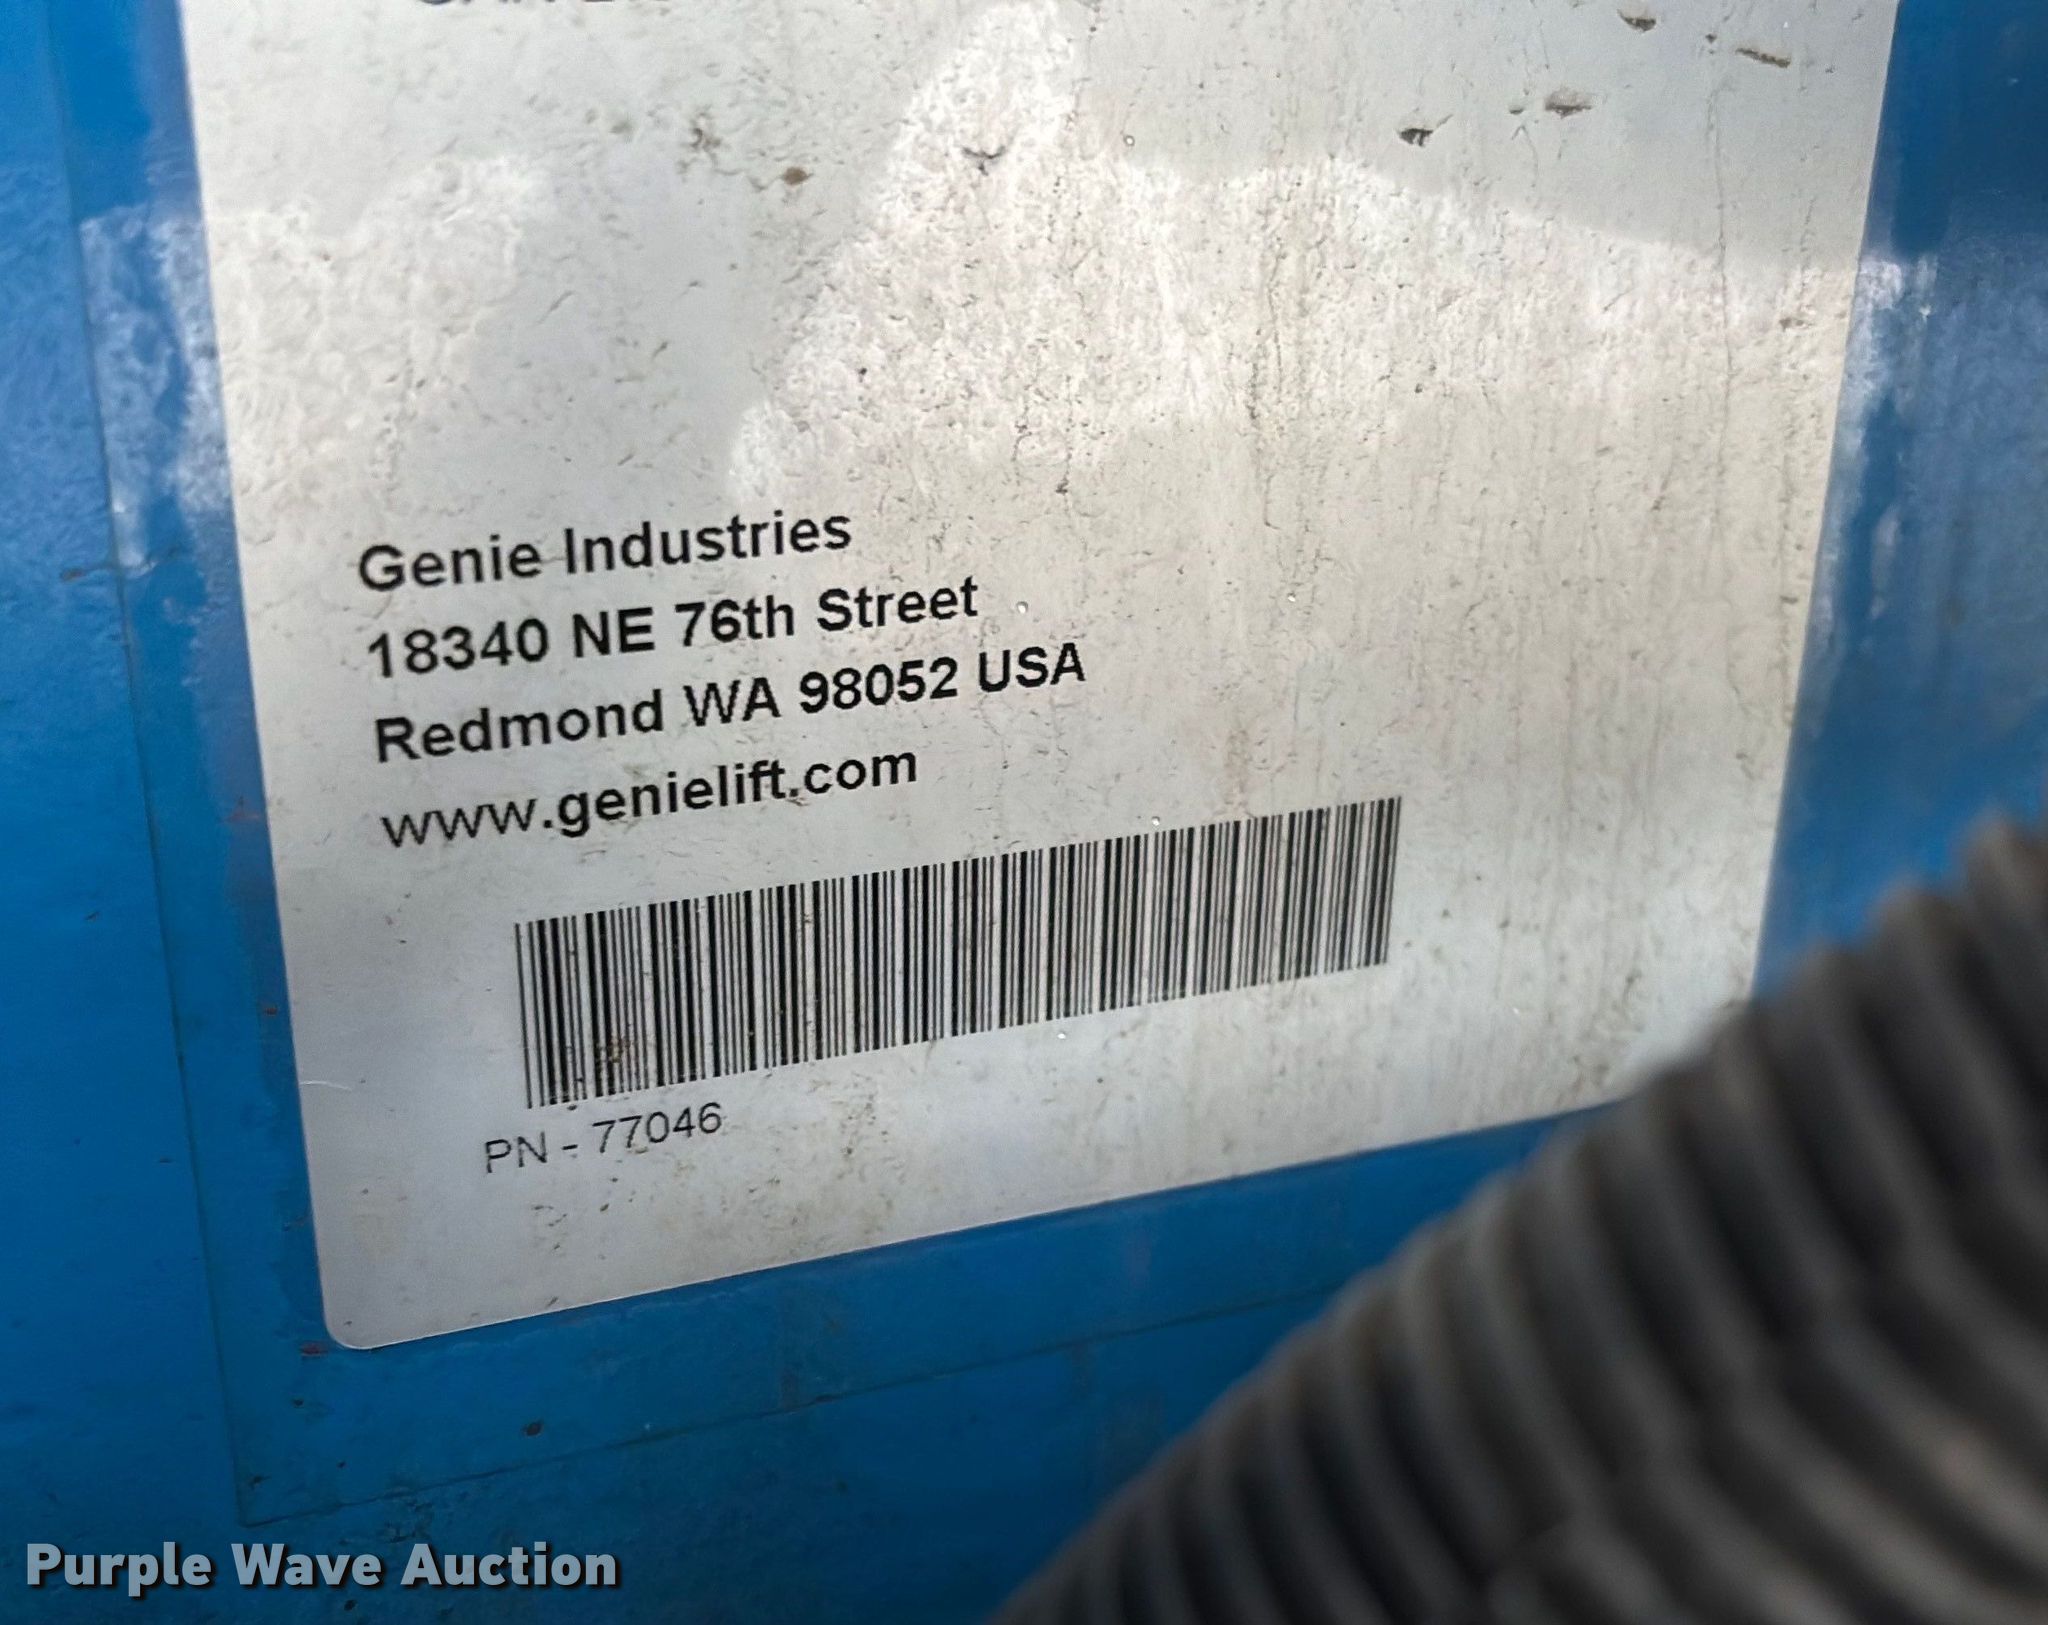 Genie Industries
18340 NE 76th Street
Redmond WA 98052 USA
www.genielift.com
PN - 77046
Purple Wave Auction